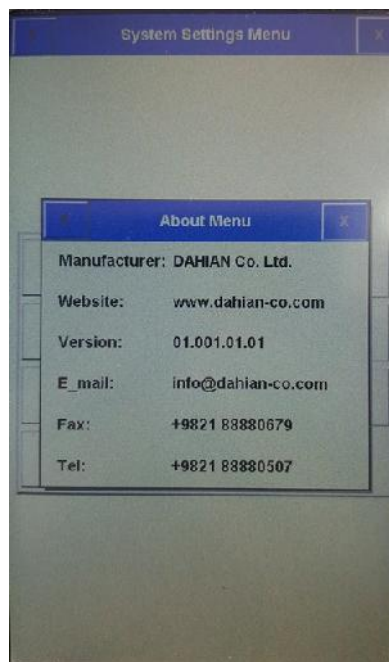 System Settings Menu
X
About Menu
X
Manufacturer: DAHIAN Co. Ltd.
Website: www.dahian-co.com
Version: 01.001.01.01
E_mail: info@dahian-co.com
Fax: +9821 88880679
Tel: +9821 88880507